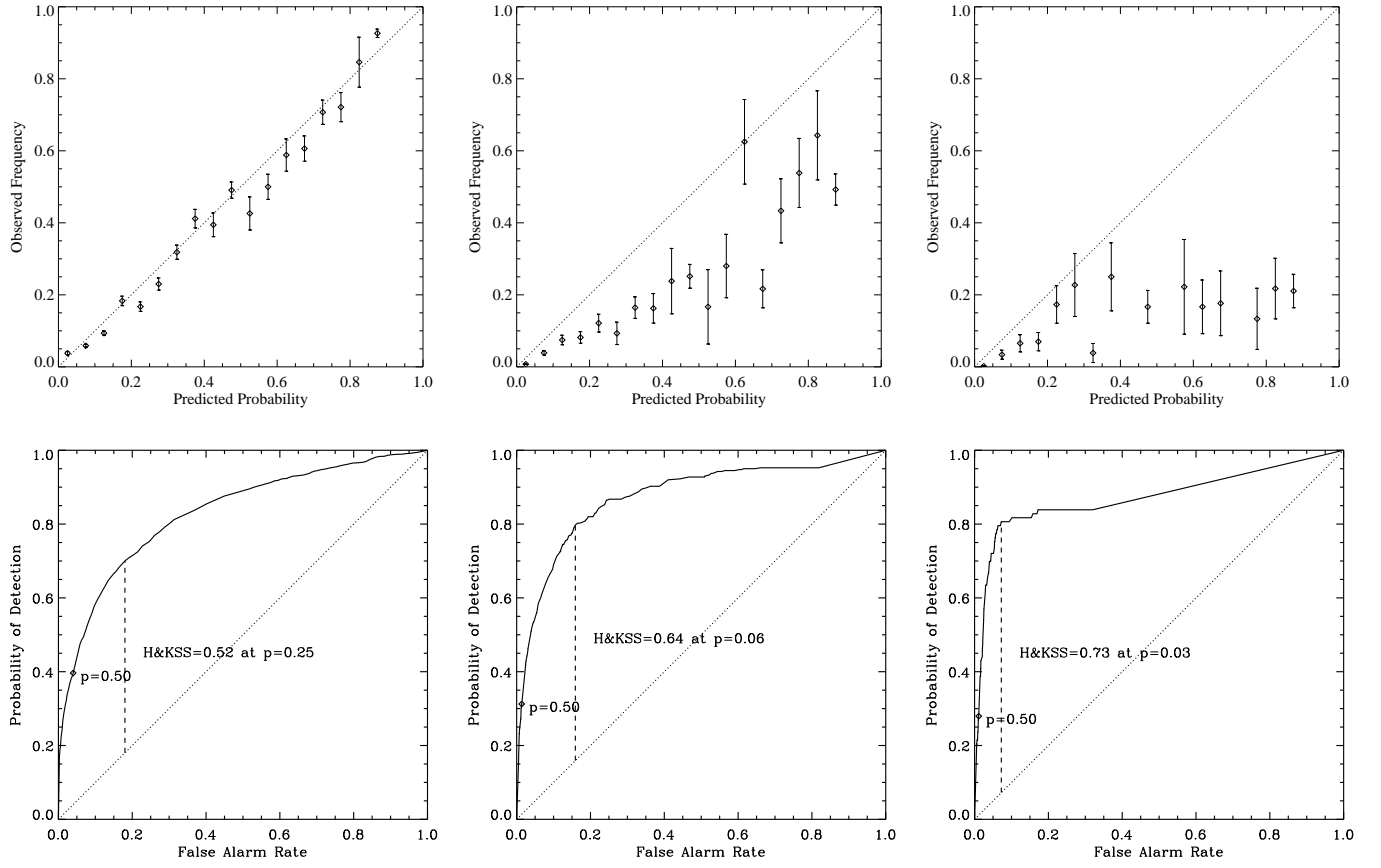 1.0
0.8
0.6
0.4
0.2
0.0
0.0 0.2 0.4 0.6 0.8 1.0
Observed Frequency
Predicted Probability
1.0
0.8
0.6
0.4
0.2
0.0
0.0 0.2 0.4 0.6 0.8 1.0
Observed Frequency
Predicted Probability
1.0
0.8
0.6
0.4
0.2
0.0
0.0 0.2 0.4 0.6 0.8 1.0
Observed Frequency
Predicted Probability
1.0
0.8
0.6
0.4
0.2
0.0
0.0 0.2 0.4 0.6 0.8 1.0
Probability of Detection
False Alarm Rate
H&KSS=0.52 at p=0.25
p=0.50
1.0
0.8
0.6
0.4
0.2
0.0
0.0 0.2 0.4 0.6 0.8 1.0
Probability of Detection
False Alarm Rate
H&KSS=0.64 at p=0.06
p=0.50
1.0
0.8
0.6
0.4
0.2
0.0
0.0 0.2 0.4 0.6 0.8 1.0
Probability of Detection
False Alarm Rate
H&KSS=0.73 at p=0.03
p=0.50